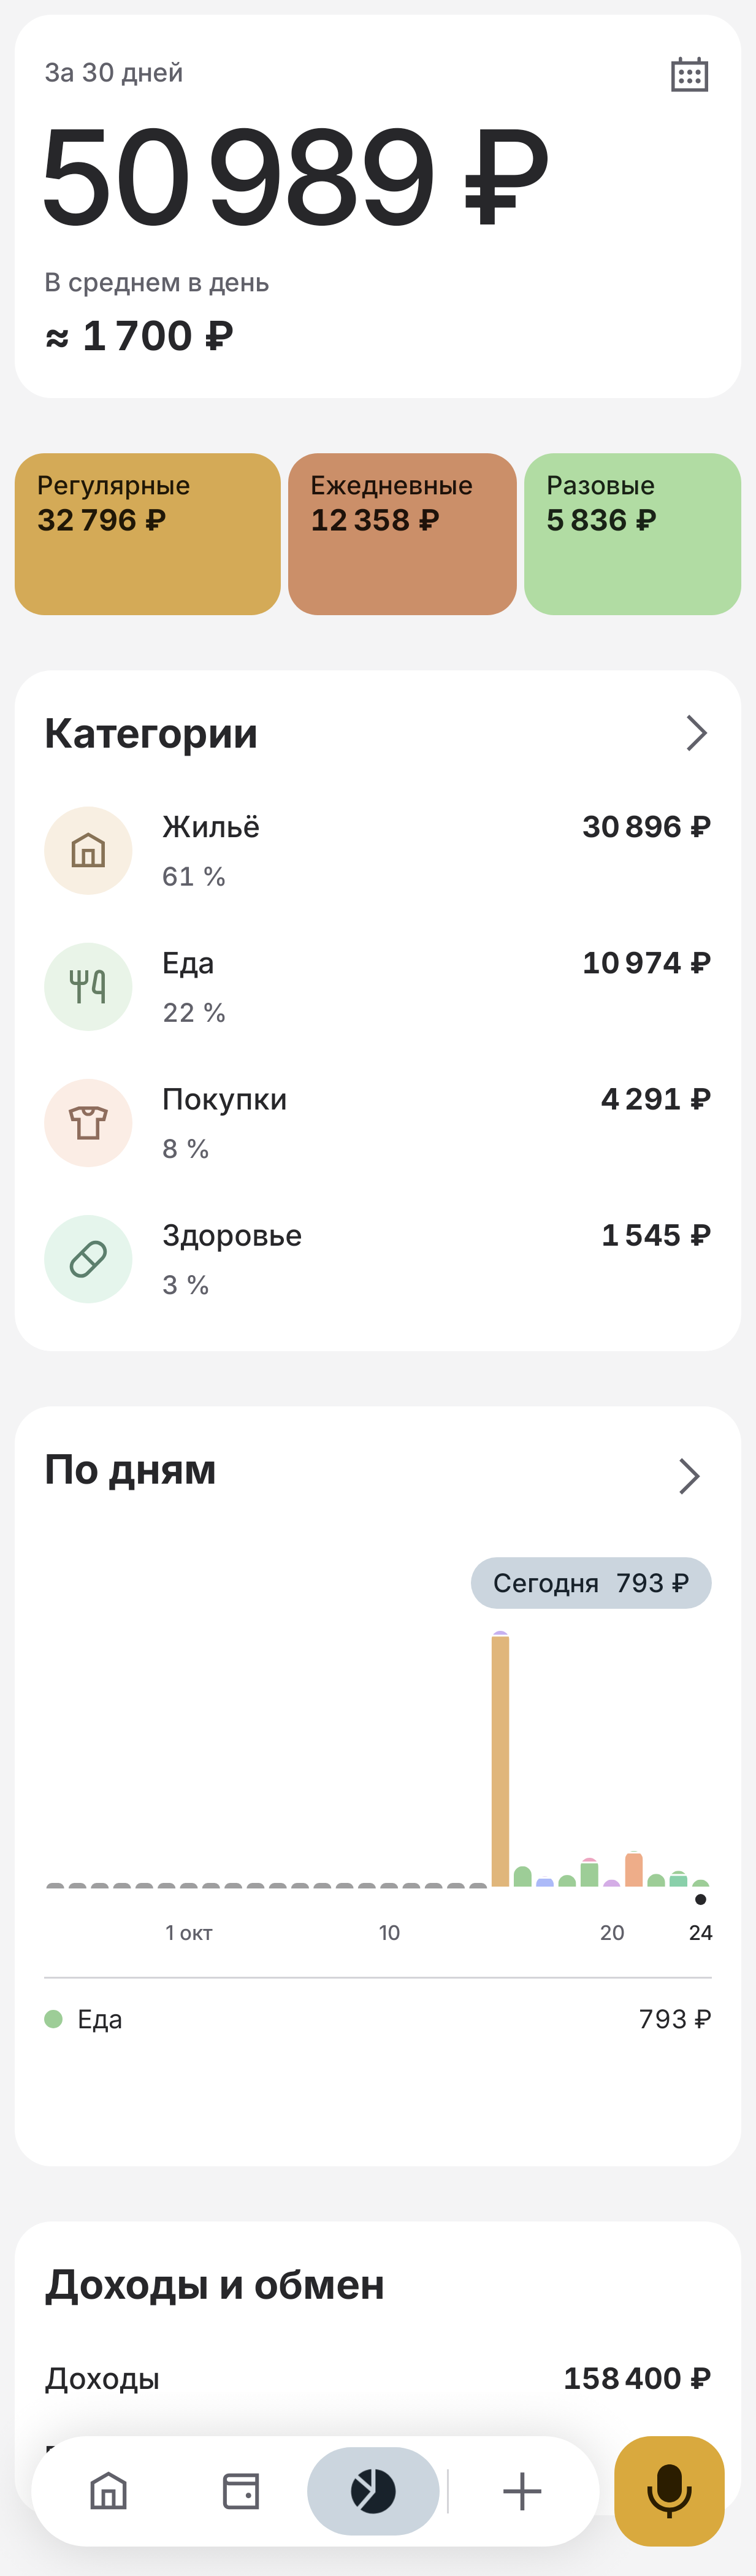 За 30 дней
50 989 ₽
В среднем в день
≈ 1 700 ₽
Регулярные
32 796 ₽
Ежедневные
12 358 ₽
Разовые
5 836 ₽
Категории
Жильё
30 896 ₽
61 %
Еда
10 974 ₽
22 %
Покупки
4 291 ₽
8 %
Здоровье
1 545 ₽
3 %
По дням
Сегодня 793 ₽
1 окт 10 20 24
Еда 793 ₽
Доходы и обмен
Доходы 158 400 ₽